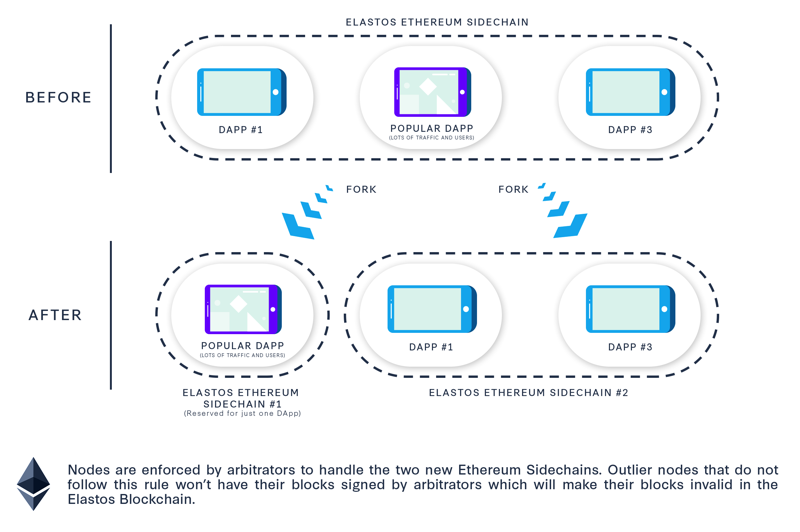 ELASTOS ETHEREUM SIDECHAIN
BEFORE
DAPP #1
POPULAR DAPP
(LOTS OF TRAFFIC AND USERS)
DAPP #3
FORK
FORK
AFTER
POPULAR DAPP
(LOTS OF TRAFFIC AND USERS)
DAPP #1
DAPP #3
ELASTOS ETHEREUM
SIDECHAIN #1
(Reserved for just one DApp)
ELASTOS ETHEREUM SIDECHAIN #2
Nodes are enforced by arbitrators to handle the two new Ethereum Sidechains. Outlier nodes that do not
follow this rule won't have their blocks signed by arbitrators which will make their blocks invalid in the
Elastos Blockchain.